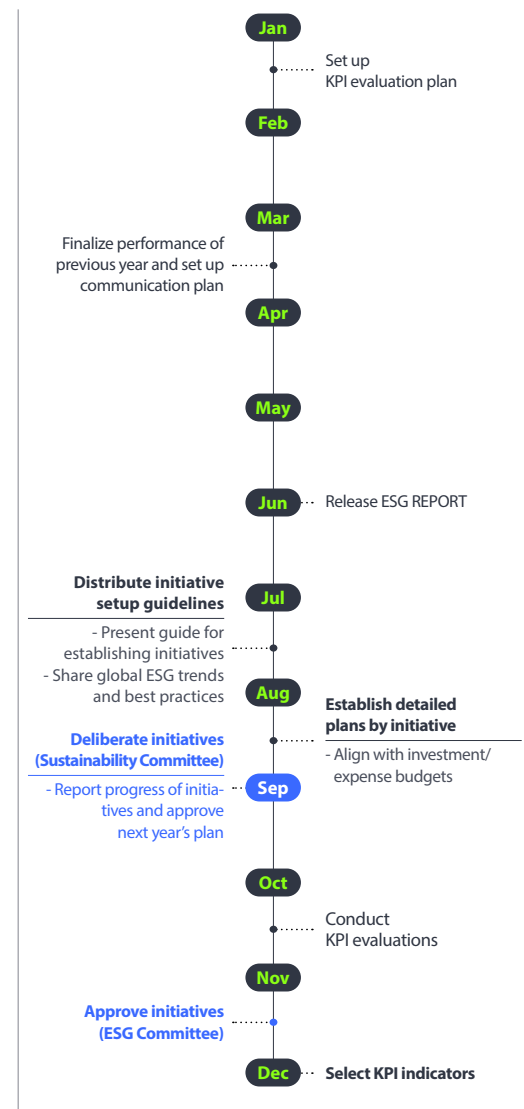 Jan
Set up
KPI evaluation plan
Feb
Mar
Finalize performance of
previous year and set up
communication plan
Apr
May
Jun
Release ESG REPORT
Distribute initiative
setup guidelines
Jul
- Present guide for
establishing initiatives
- Share global ESG trends
and best practices
Aug
Establish detailed
plans by initiative
- Align with investment/
expense budgets
Deliberate initiatives
(Sustainability Committee)
Sep
- Report progress of initia-
tives and approve
next year's plan
Oct
Conduct
KPI evaluations
Nov
Approve initiatives
(ESG Committee)
Dec
Select KPI indicators